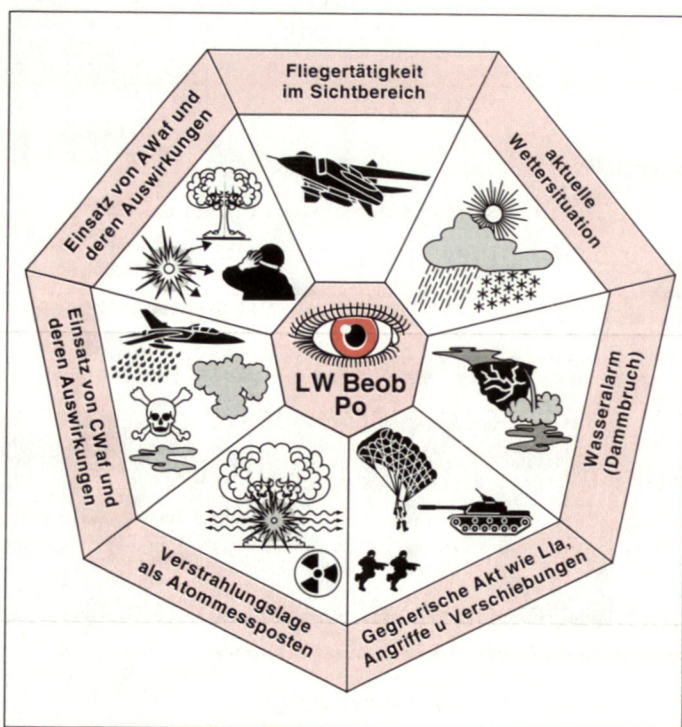 Fliegertätigkeit
im Sichtbereich
aktuelle
Wettersituation
Wasseralarm
(Dammbruch)
Gegnerische Akt wie Lla,
Angriffe u Verschiebungen
Verstrahlungslage
als Atommessposten
Einsatz von CWaf und
deren Auswirkungen
Einsatz von AWaf und
deren Auswirkungen
LW Beob
Po